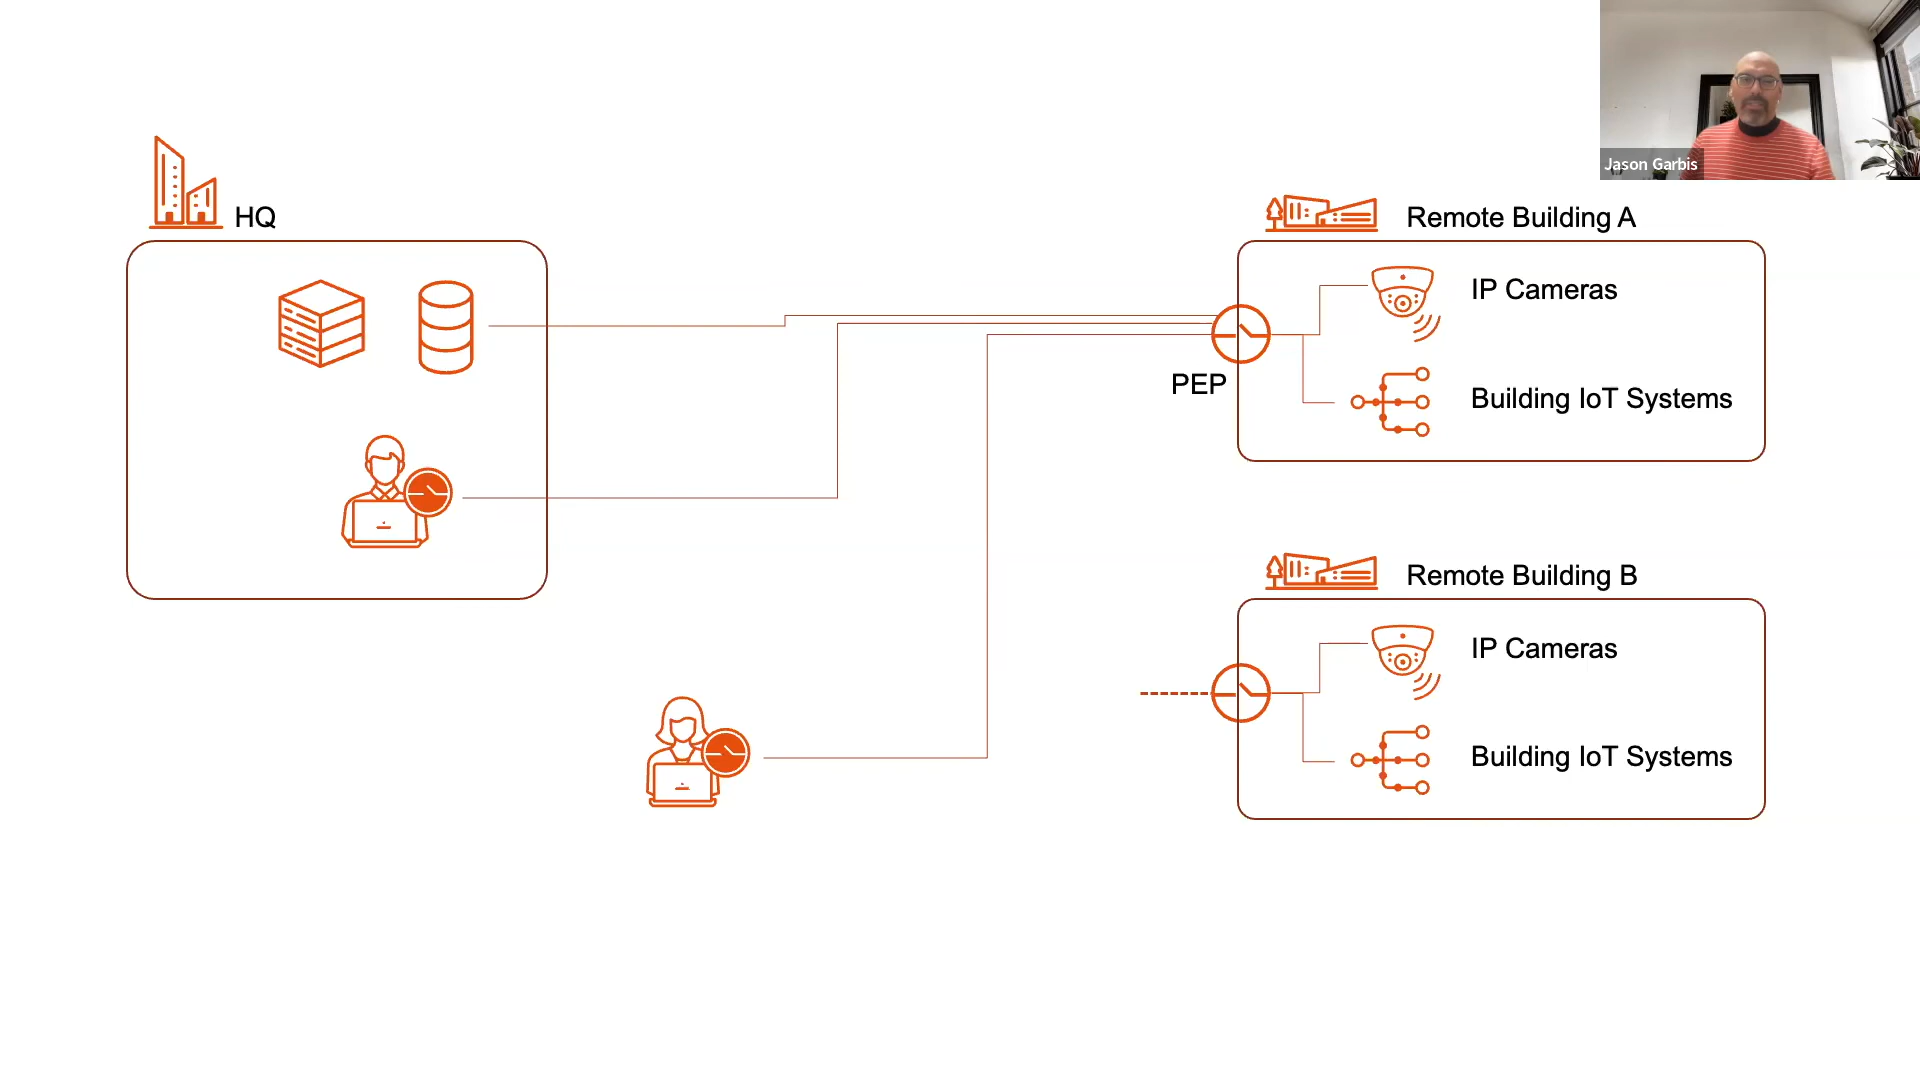 Jason Garbis
HQ
Remote Building A
IP Cameras
PEP
Building IoT Systems
Remote Building B
IP Cameras
Building IoT Systems